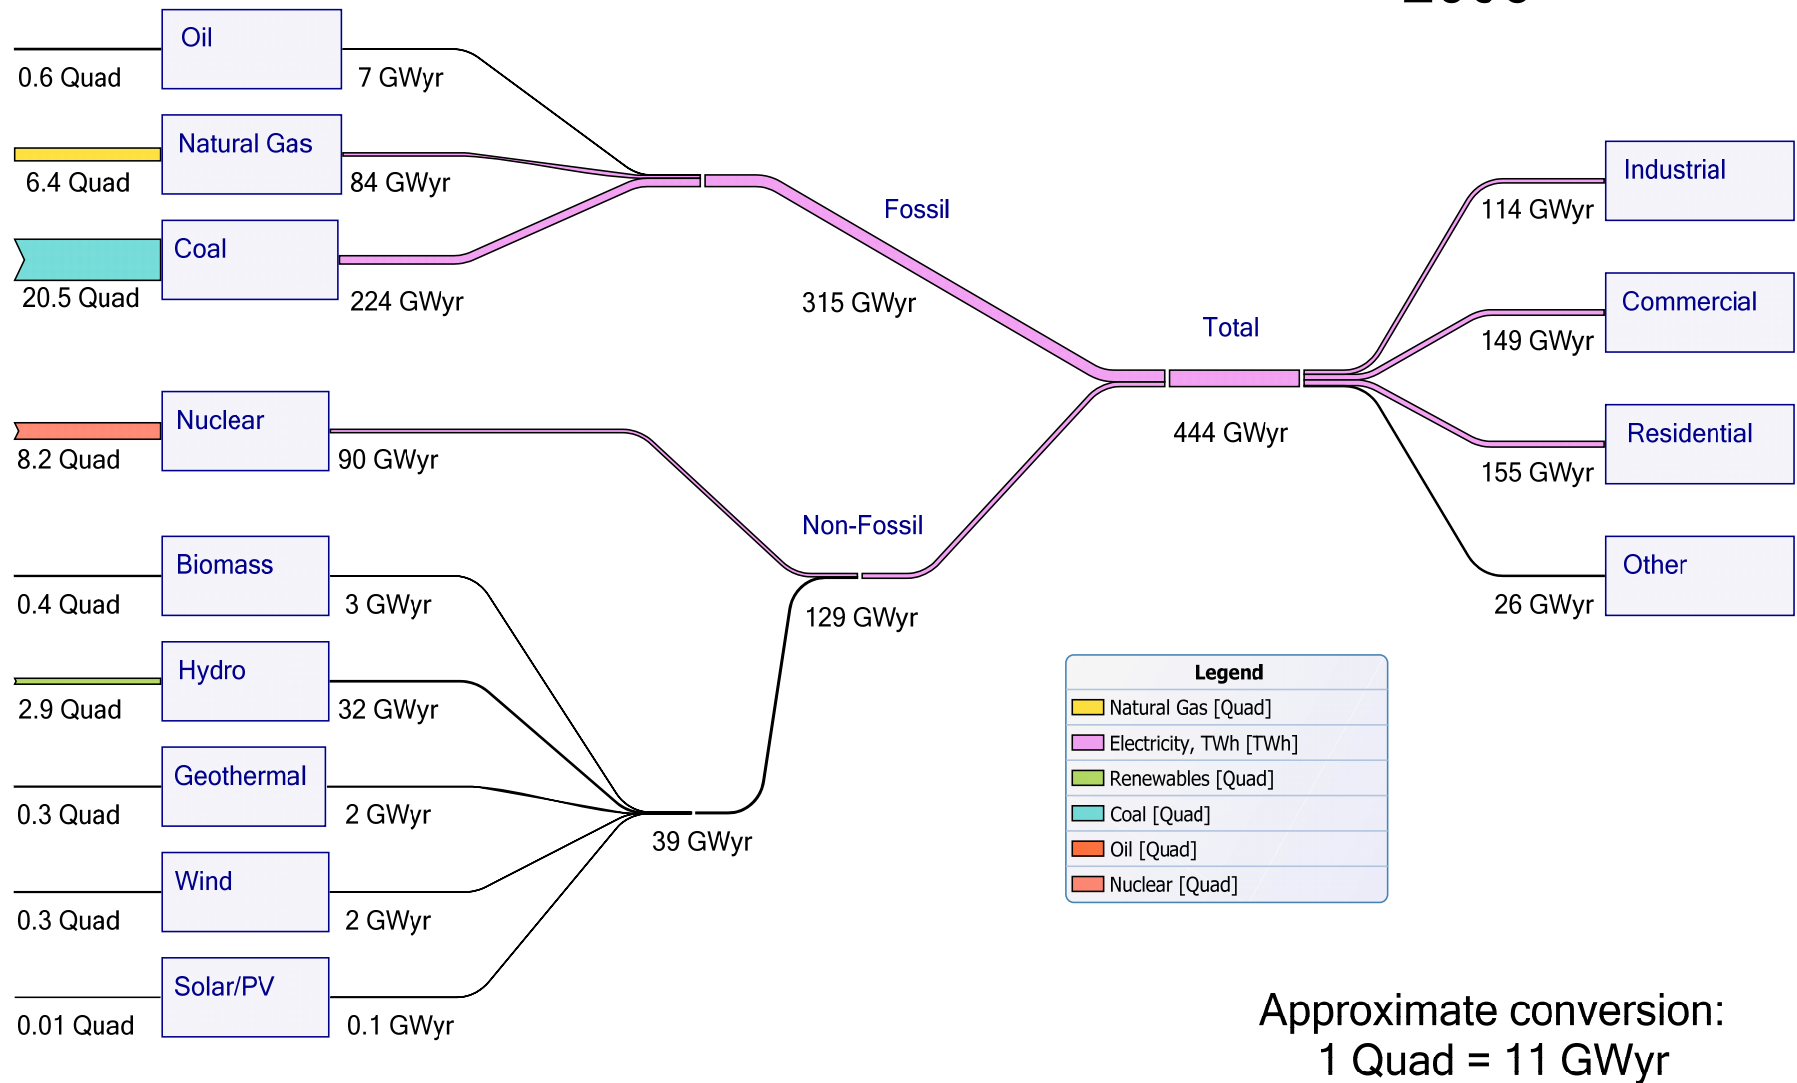 Oil
0.6 Quad
7 GWyr
Natural Gas
6.4 Quad
84 GWyr
Coal
20.5 Quad
224 GWyr
Fossil
315 GWyr
Nuclear
8.2 Quad
90 GWyr
Biomass
0.4 Quad
3 GWyr
Hydro
2.9 Quad
32 GWyr
Geothermal
0.3 Quad
2 GWyr
Wind
0.3 Quad
2 GWyr
Solar/PV
0.01 Quad
0.1 GWyr
39 GWyr
Non-Fossil
129 GWyr
Total
444 GWyr
Industrial
114 GWyr
Commercial
149 GWyr
Residential
155 GWyr
Other
26 GWyr
Legend
Natural Gas [Quad]
Electricity, TWh [TWh]
Renewables [Quad]
Coal [Quad]
Oil [Quad]
Nuclear [Quad]
Approximate conversion:
1 Quad = 11 GWyr